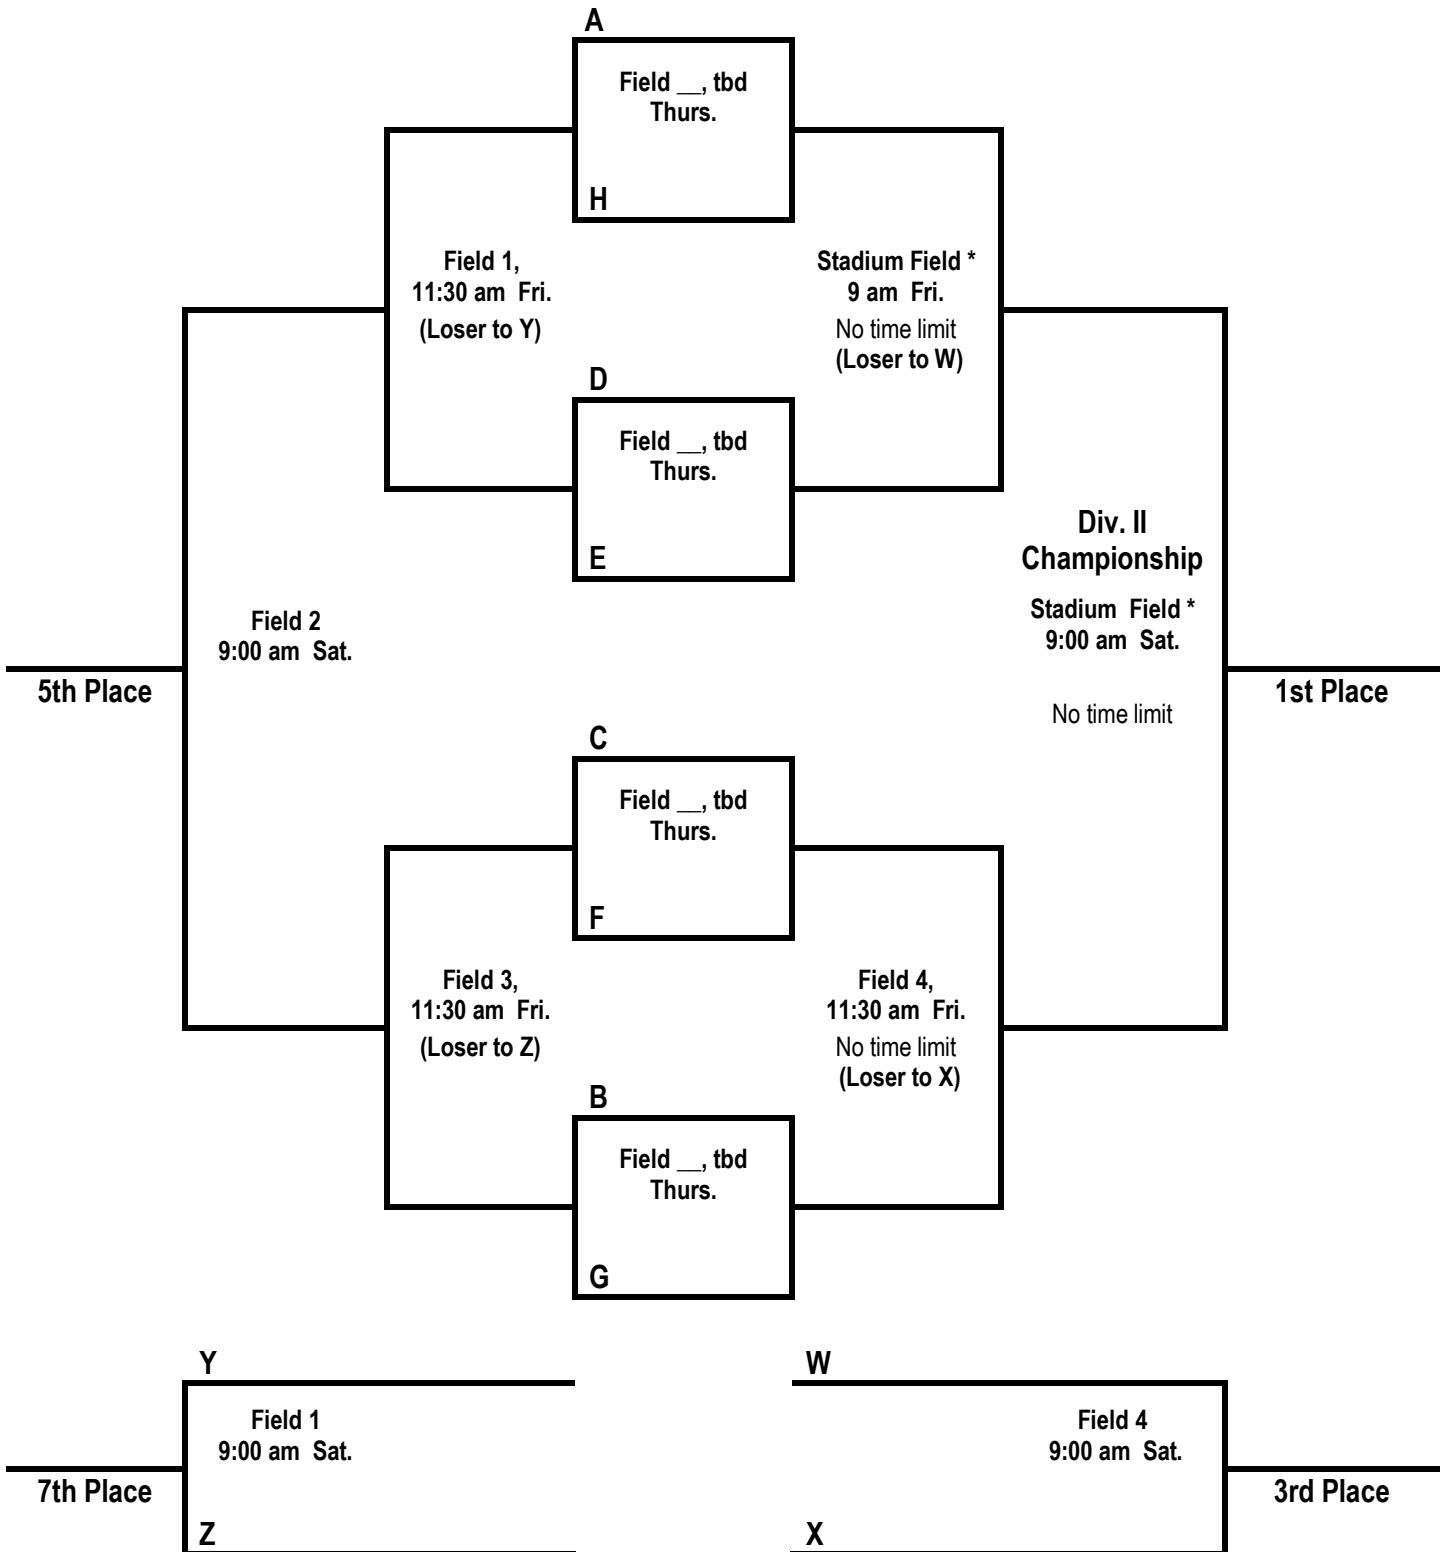 A
Field __, tbd
Thurs.
H
Field 1,
11:30 am Fri.
(Loser to Y)
Stadium Field *
9 am Fri.
No time limit
(Loser to W)
D
Field __, tbd
Thurs.
E
Div. II
Championship
Stadium Field *
9:00 am Sat.
No time limit
Field 2
9:00 am Sat.
5th Place
1st Place
C
Field __, tbd
Thurs.
F
Field 3,
11:30 am Fri.
(Loser to Z)
Field 4,
11:30 am Fri.
No time limit
(Loser to X)
B
Field __, tbd
Thurs.
G
Y
Field 1
9:00 am Sat.
7th Place
Z
W
Field 4
9:00 am Sat.
3rd Place
X